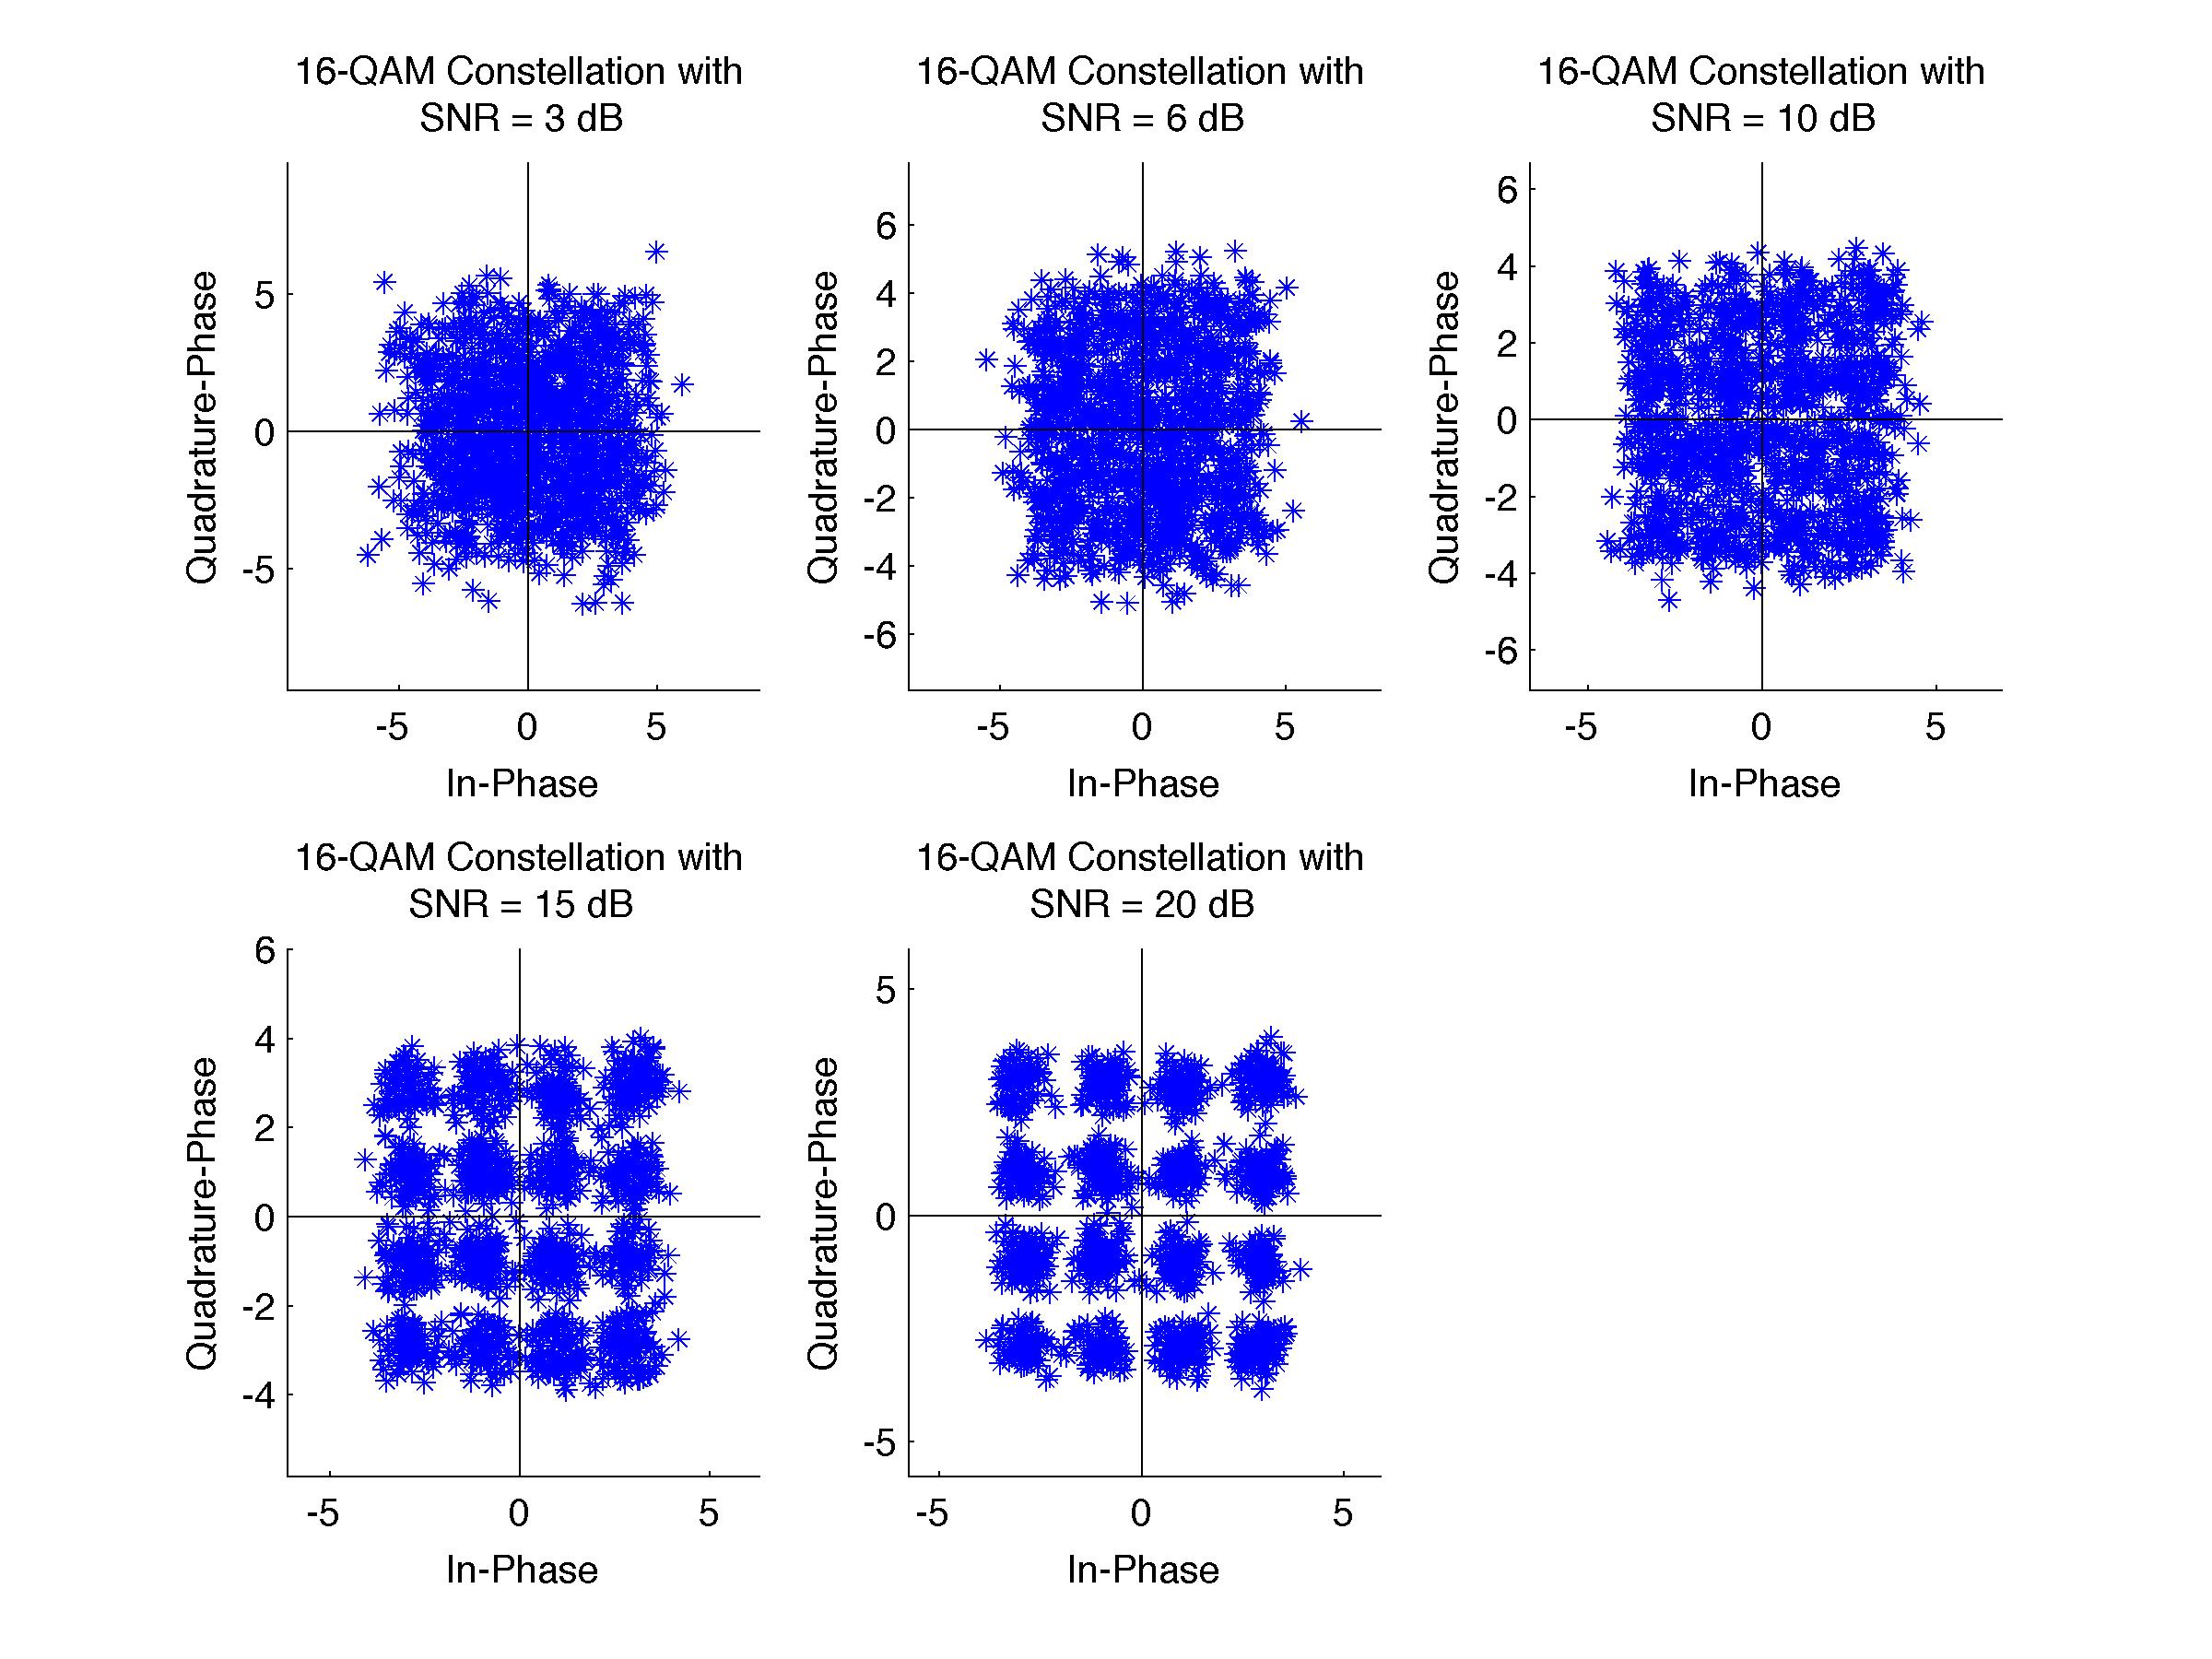 16-QAM Constellation with
SNR = 3 dB
5
0
-5
Quadrature-Phase
-5 0 5
In-Phase
16-QAM Constellation with
SNR = 6 dB
6
4
2
0
-2
-4
-6
Quadrature-Phase
-5 0 5
In-Phase
16-QAM Constellation with
SNR = 10 dB
6
4
2
0
-2
-4
-6
Quadrature-Phase
-5 0 5
In-Phase
16-QAM Constellation with
SNR = 15 dB
6
4
2
0
-2
-4
Quadrature-Phase
-5 0 5
In-Phase
16-QAM Constellation with
SNR = 20 dB
5
0
-5
Quadrature-Phase
-5 0 5
In-Phase